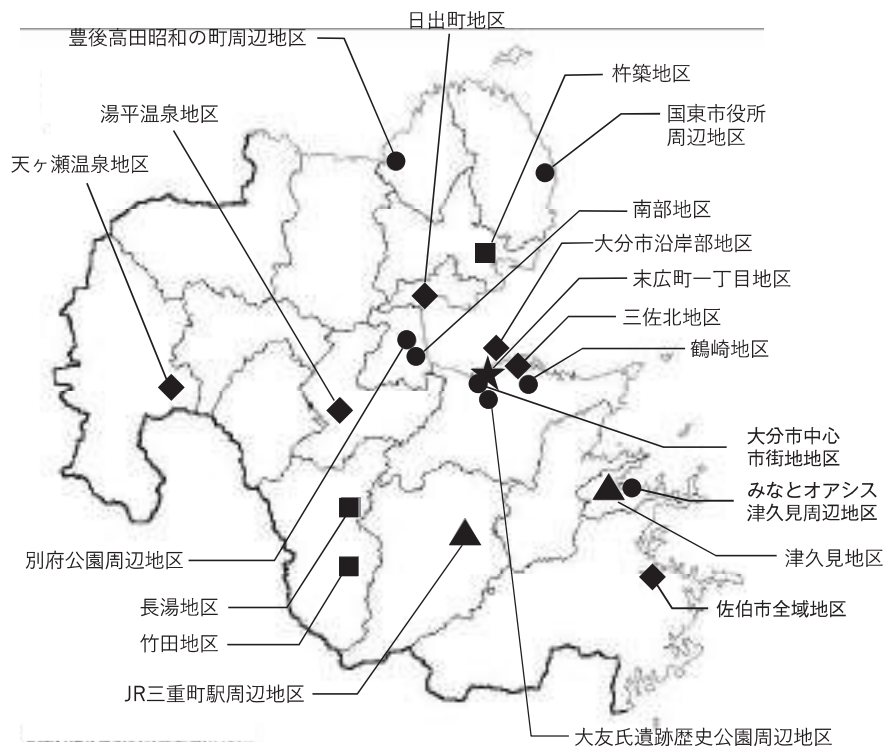 日出町地区
豊後高田昭和の町周辺地区
杵築地区
湯平温泉地区
国東市役所
周辺地区
天ヶ瀬温泉地区
南部地区
大分市沿岸部地区
末広町一丁目地区
三佐北地区
鶴崎地区
大分市中心
市街地地区
みなとオアシス
津久見周辺地区
別府公園周辺地区
津久見地区
長湯地区
佐伯市全域地区
竹田地区
JR三重町駅周辺地区
大友氏遺跡歴史公園周辺地区